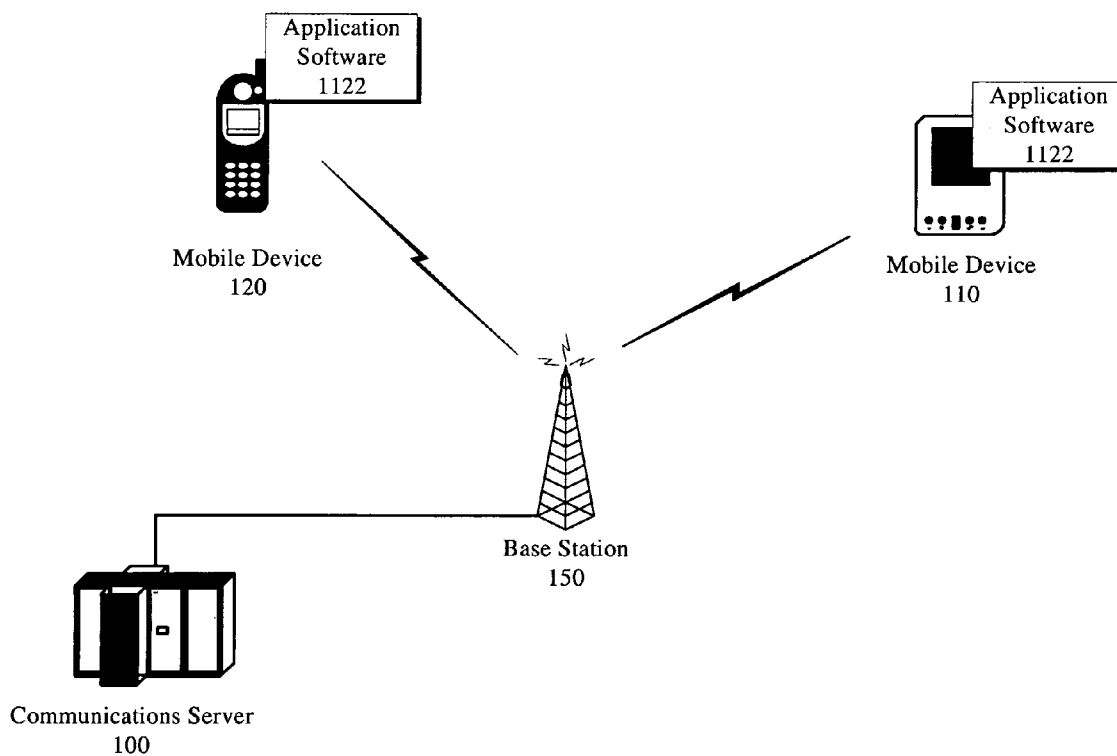 Application
Software
1122
Application
Software
1122
Mobile Device
120
Mobile Device
110
Base Station
150
Communications Server
100